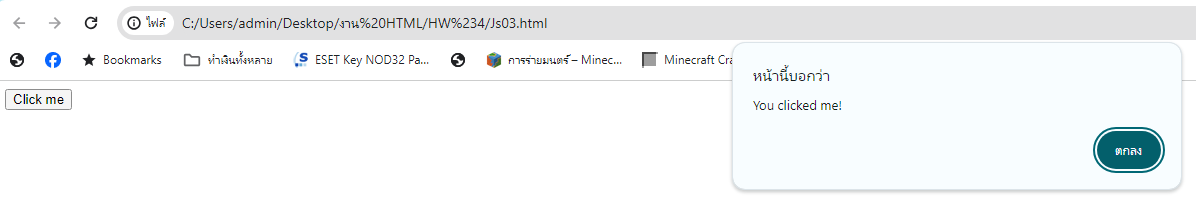 ไฟล์ C:/Users/admin/Desktop/งาน%20HTML/HW%234/Js03.html
Bookmarks ทำเงินทั้งหลาย ESET Key NOD32 Pa... การร่ายมนตร์ – Minec... Minecraft Cra
หน้านี้บอกว่า
You clicked me!
Click me
ตกลง